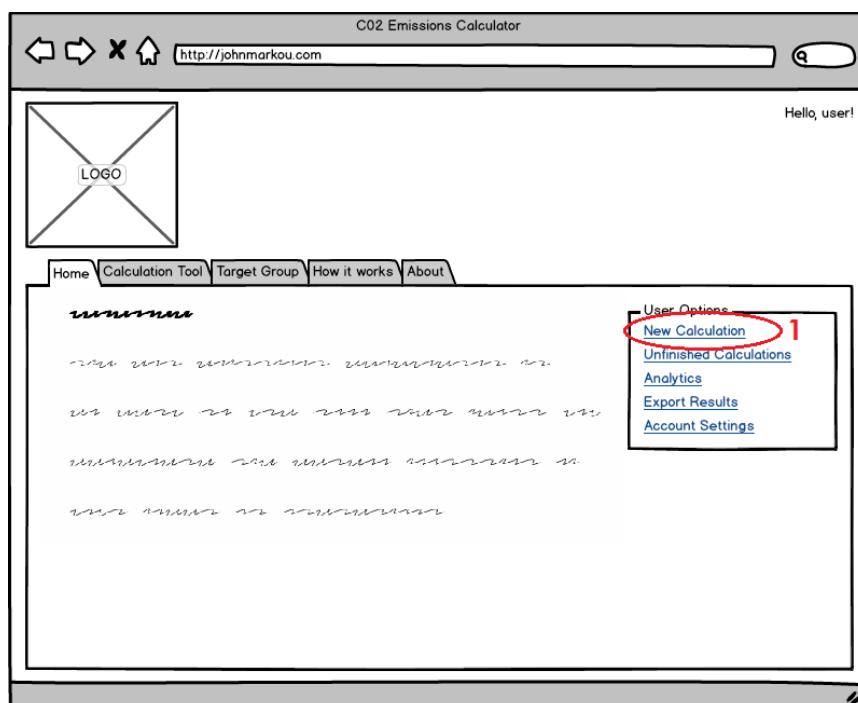 C02 Emissions Calculator
http://johnmarkou.com
Hello, user!
LOGO
Home Calculation Tool Target Group How it works About
User Options
New Calculation 1
Unfinished Calculations
Analytics
Export Results
Account Settings